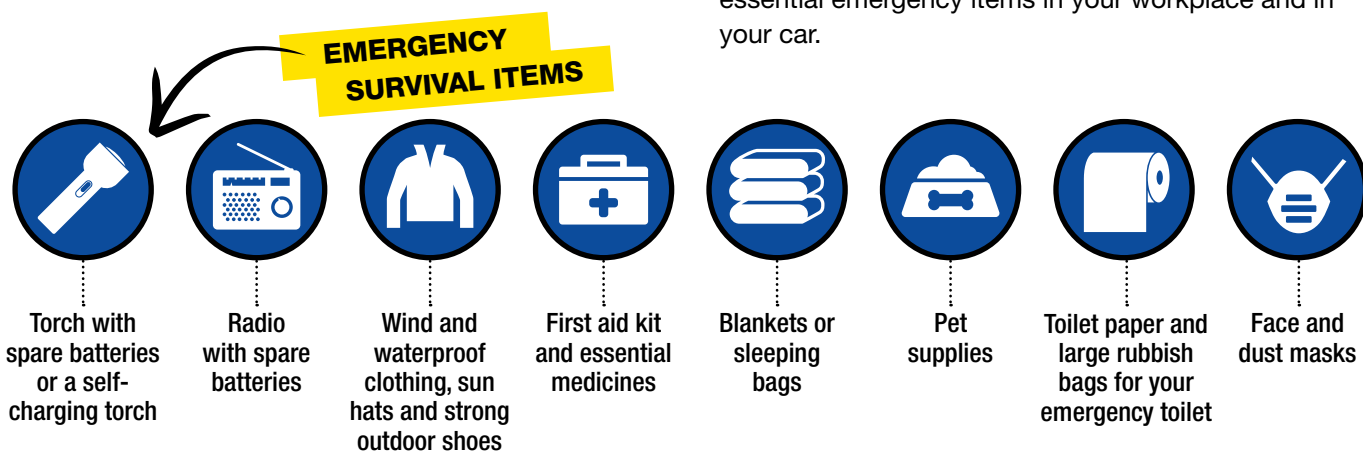 essential emergency items in your workplace and in
your car.
EMERGENCY
SURVIVAL ITEMS
Torch with
spare batteries
or a self-
charging torch
Radio
with spare
batteries
Wind and
waterproof
clothing, sun
hats and strong
outdoor shoes
First aid kit
and essential
medicines
Blankets or
sleeping
bags
Pet
supplies
Toilet paper and
large rubbish
bags for your
emergency toilet
Face and
dust masks